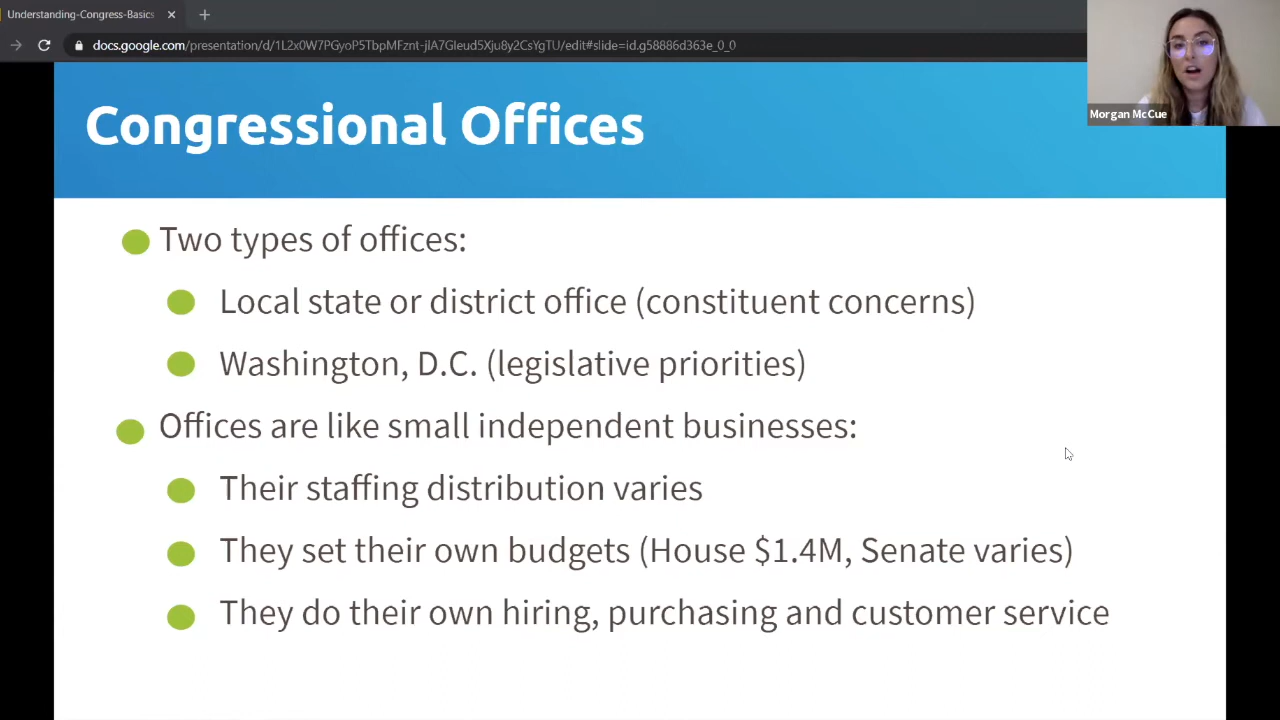 Understanding-Congress-Basics
docs.google.com/presentation/d/1L2x0W7PGyoP5TbpMFznt-jIA7Gleud5Xju8y2CsYgTU/edit#slide=id.g58886d363e_0_0
Morgan McCue
Congressional Offices
Two types of offices:
Local state or district office (constituent concerns)
Washington, D.C. (legislative priorities)
Offices are like small independent businesses:
Their staffing distribution varies
They set their own budgets (House $1.4M, Senate varies)
They do their own hiring, purchasing and customer service